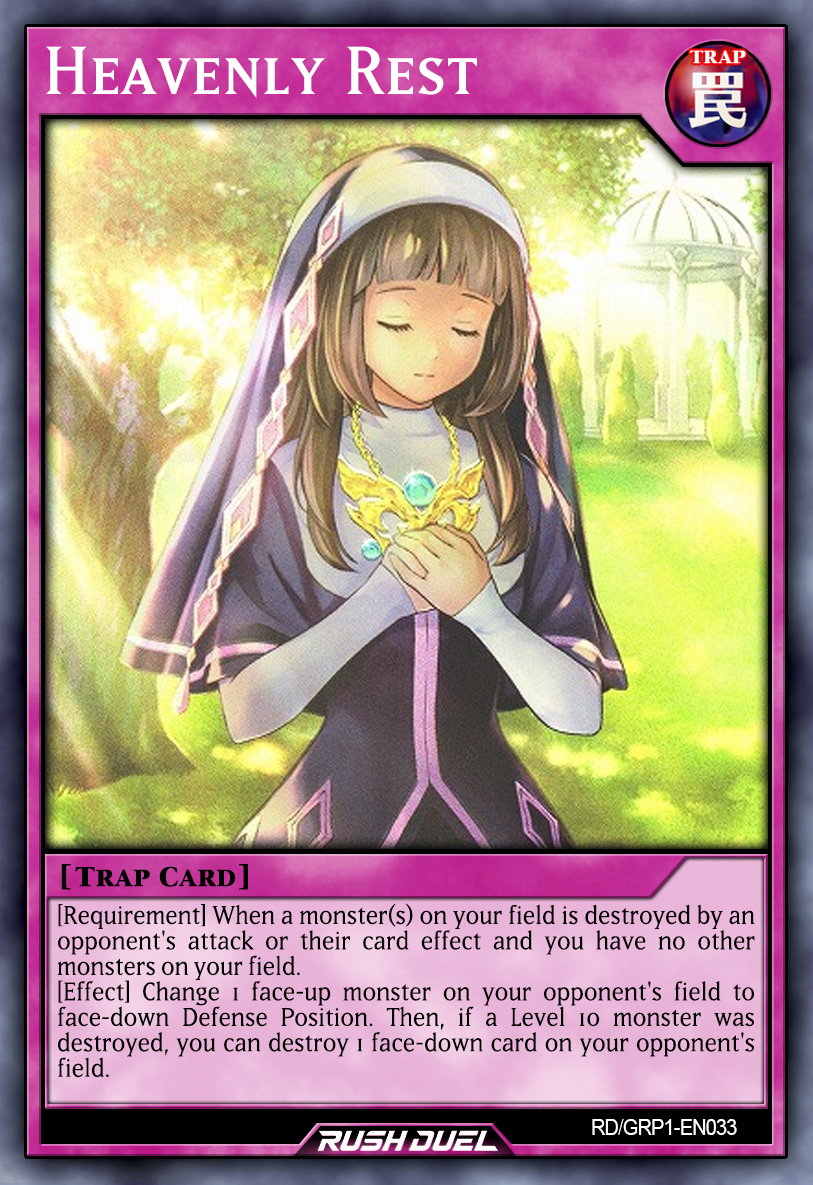 Heavenly Rest
TRAP
罠
[Trap Card]
[Requirement] When a monster(s) on your field is destroyed by an
opponent's attack or their card effect and you have no other
monsters on your field.
[Effect] Change 1 face-up monster on your opponent's field to
face-down Defense Position. Then, if a Level 10 monster was
destroyed, you can destroy 1 face-down card on your opponent's
field.
RD/GRP1-EN033
RUSH DUEL